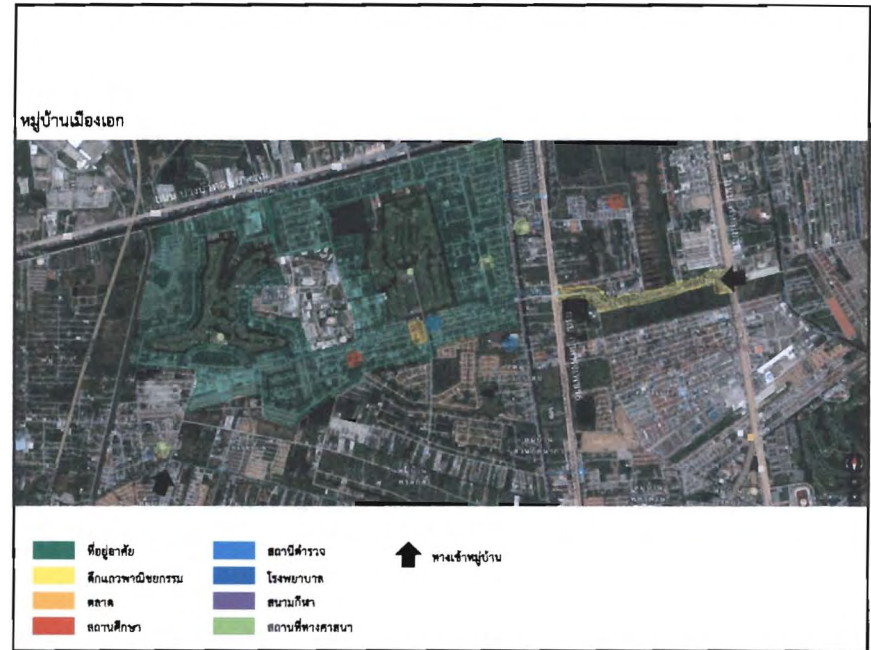 หมู่บ้านเมืองเอก
ที่อยู่อาศัย
ตึกแถวพาณิชยกรรม
ตลาด
สถานศึกษา
สถานีตำรวจ
โรงพยาบาล
สนามกีฬา
สถานที่ทางศาสนา
ทางเข้าหมู่บ้าน